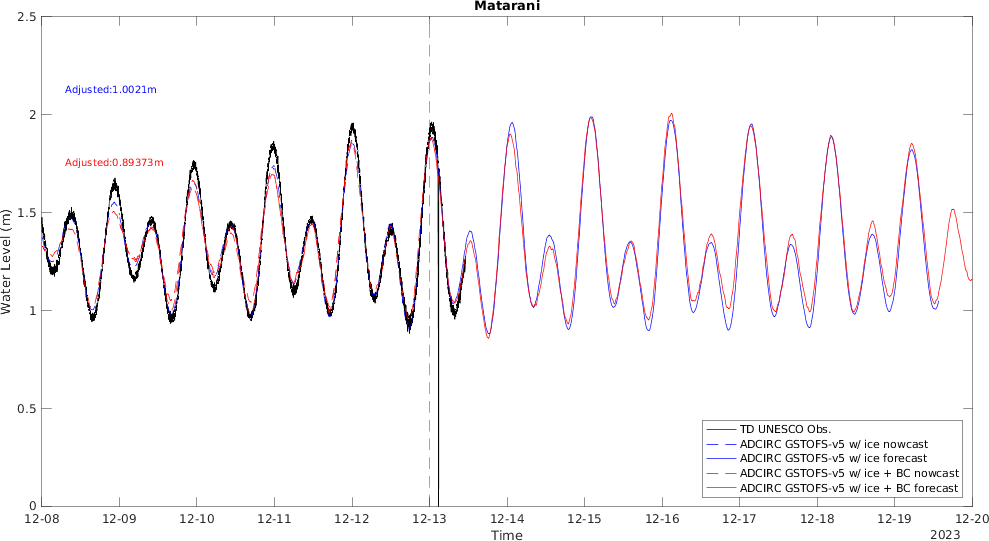 Matarani
2.5
2
1.5
1
0.5
0
Water Level (m)
Adjusted:1.0021m
Adjusted:0.89373m
TD UNESCO Obs.
ADCIRC GSTOFS-v5 w/ ice nowcast
ADCIRC GSTOFS-v5 w/ ice forecast
ADCIRC GSTOFS-v5 w/ ice + BC nowcast
ADCIRC GSTOFS-v5 w/ ice + BC forecast
12-08 12-09 12-10 12-11 12-12 12-13 12-14 12-15 12-16 12-17 12-18 12-19 12-20
Time
2023